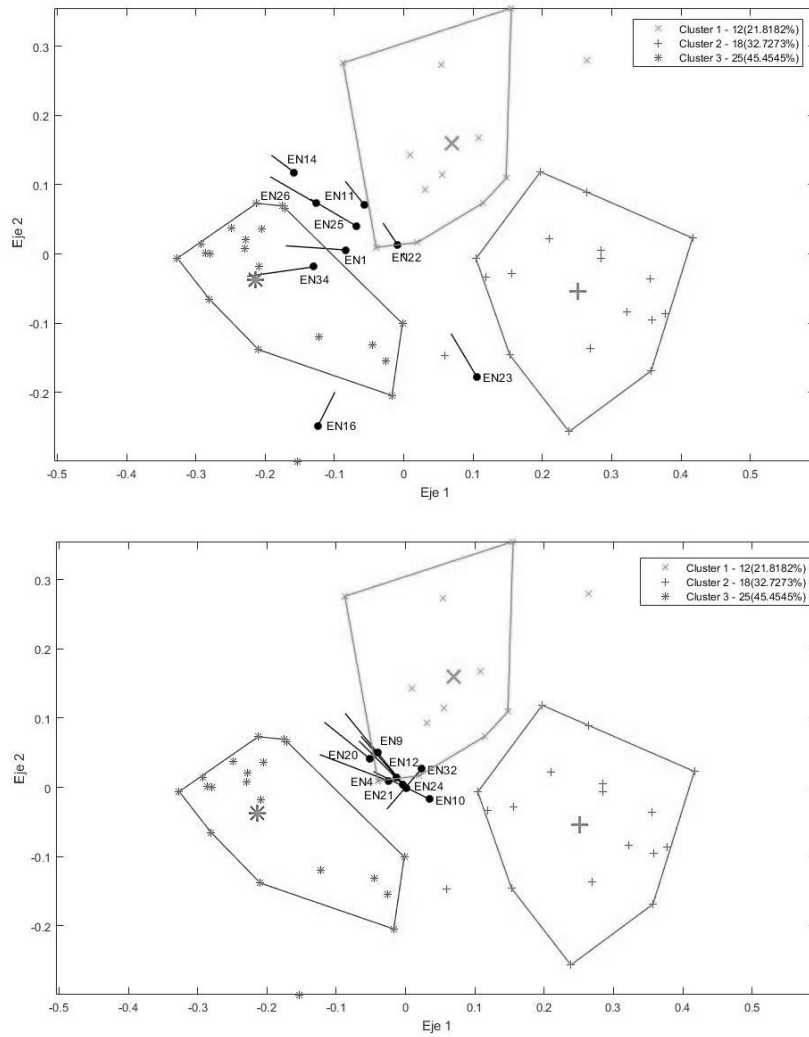 Cluster 1 - 12(21.8182%)
Cluster 2 - 18(32.7273%)
Cluster 3 - 25(45.4545%)
0.3
0.2
0.1
0
-0.1
-0.2
Eje 2
EN14
EN26
EN11
EN25
EN1
EN22
EN34
EN23
EN16
-0.5
-0.4
-0.3
-0.2
-0.1
0
0.1
0.2
0.3
0.4
0.5
Eje 1
Cluster 1 - 12(21.8182%)
Cluster 2 - 18(32.7273%)
Cluster 3 - 25(45.4545%)
0.3
0.2
0.1
0
-0.1
-0.2
Eje 2
EN9
EN20
EN12
EN32
EN4
EN24
EN21
EN10
-0.5
-0.4
-0.3
-0.2
-0.1
0
0.1
0.2
0.3
0.4
0.5
Eje 1